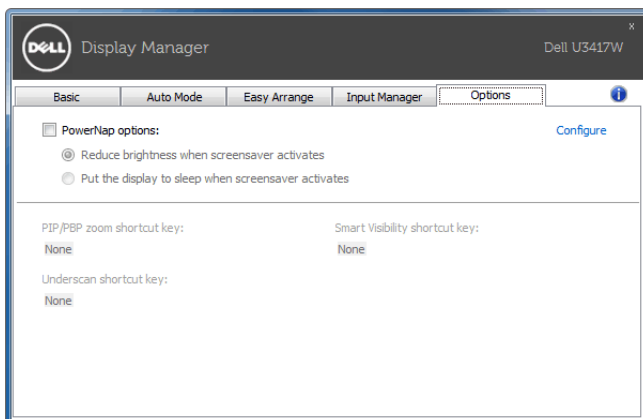 DELL Display Manager Dell U3417W
x
Basic Auto Mode Easy Arrange Input Manager Options i
PowerNap options: Configure
Reduce brightness when screensaver activates
Put the display to sleep when screensaver activates
PIP/PBP zoom shortcut key: Smart Visibility shortcut key:
None None
Underscan shortcut key:
None